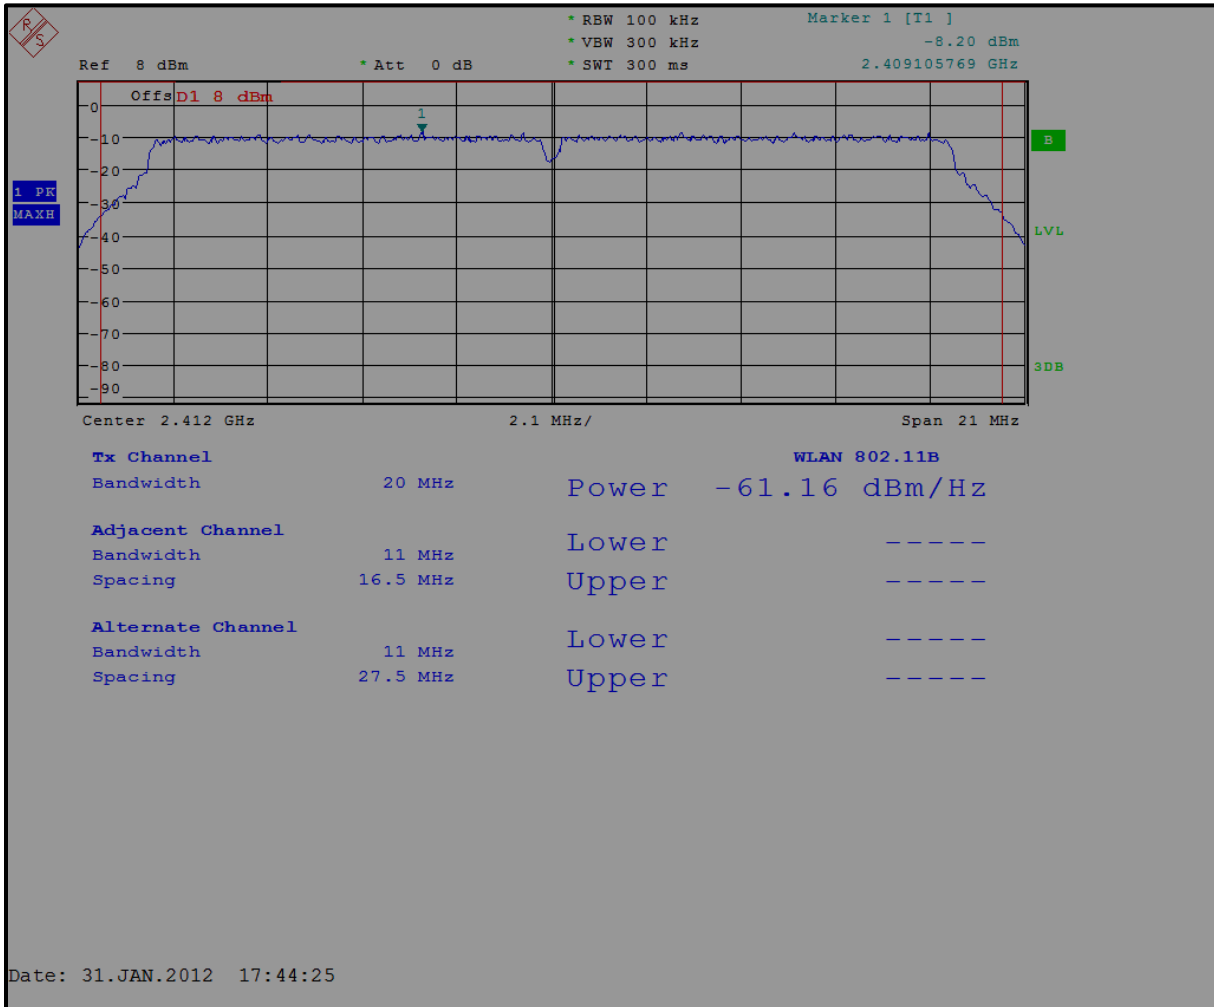 R S
* RBW 100 kHz
Marker 1 [T1 ]
* VBW 300 kHz
-8.20 dBm
Ref 8 dBm
* Att 0 dB
* SWT 300 ms
2.409105769 GHz
Offs D1 8 dBm
0
1
-10
B
-20
1 PK
-30
MAXH
-40
LVL
-50
-60
-70
-80
3DB
-90
Center 2.412 GHz
2.1 MHz/
Span 21 MHz
Tx Channel
WLAN 802.11B
Bandwidth 20 MHz
Power -61.16 dBm/Hz
Adjacent Channel
Lower -----
Bandwidth 11 MHz
Spacing 16.5 MHz
Upper -----
Alternate Channel
Lower -----
Bandwidth 11 MHz
Spacing 27.5 MHz
Upper -----
Date: 31.JAN.2012 17:44:25